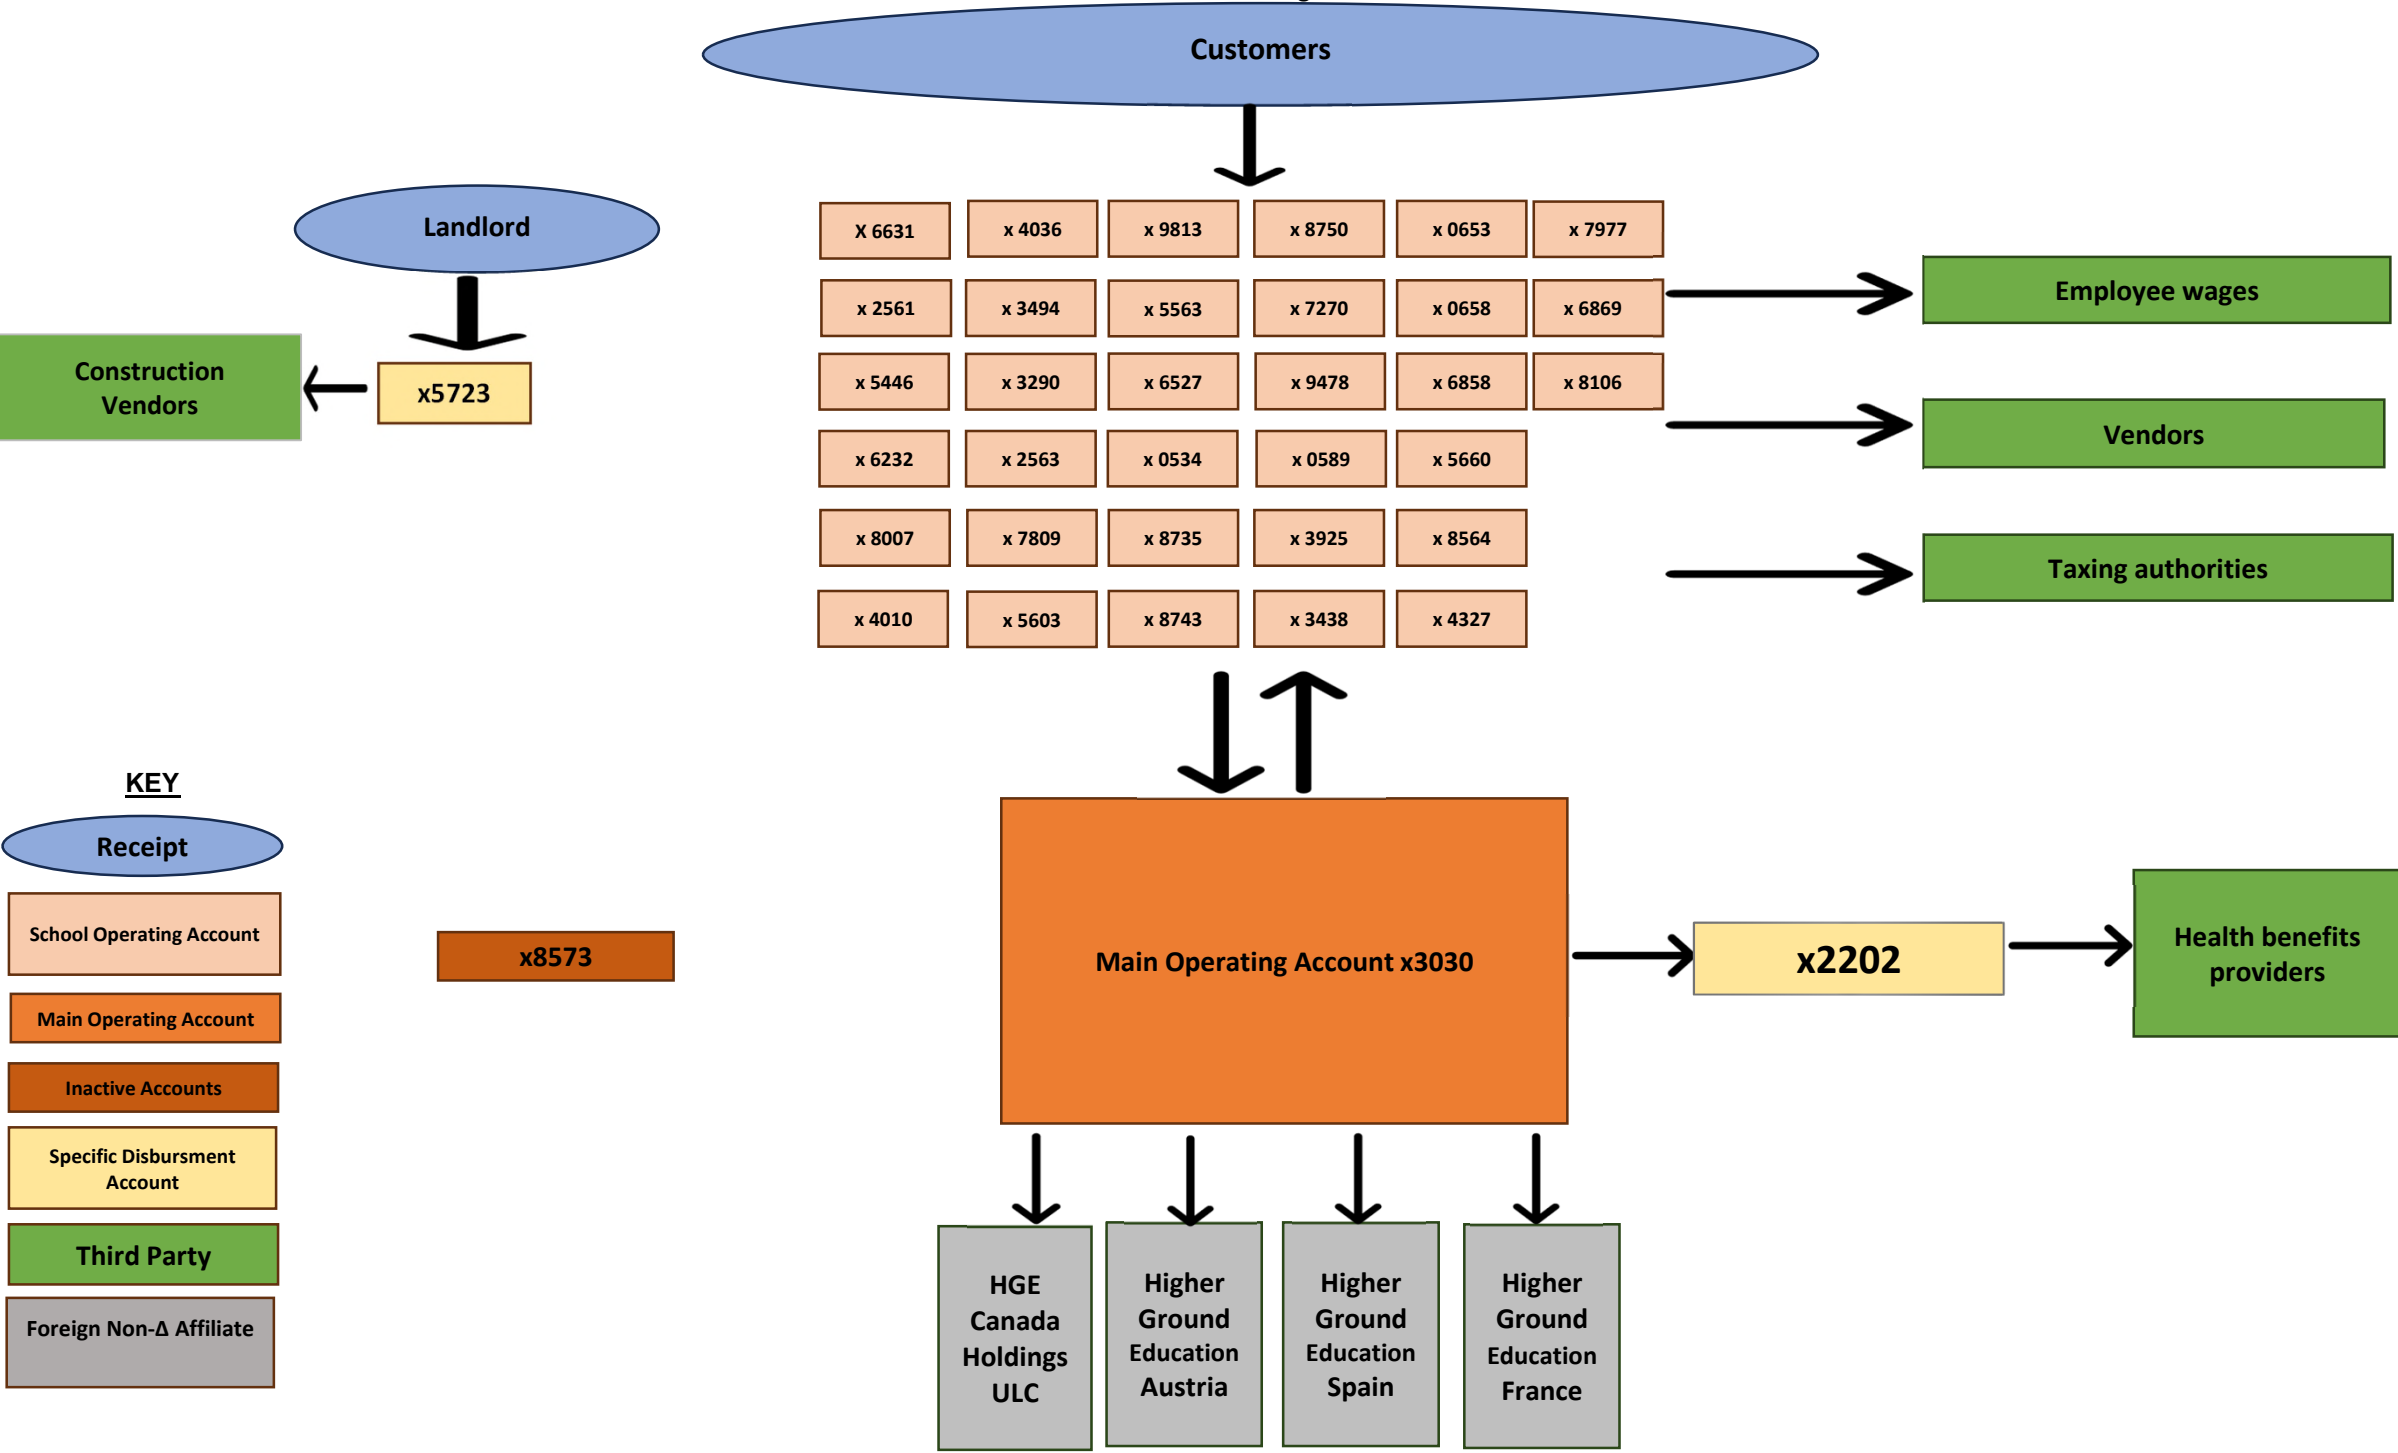 Customers
Landlord
X 6631
x 4036
x 9813
x 8750
x 0653
x 7977
x 2561
x 3494
x 5563
x 7270
x 0658
x 6869
Employee wages
Construction
Vendors
x5723
x 5446
x 3290
x 6527
x 9478
x 6858
x 8106
Vendors
x 6232
x 2563
x 0534
x 0589
x 5660
x 8007
x 7809
x 8735
x 3925
x 8564
Taxing authorities
x 4010
x 5603
x 8743
x 3438
x 4327
KEY
Receipt
School Operating Account
Main Operating Account
Inactive Accounts
Specific Disbursment
Account
Third Party
Foreign Non-Δ Affiliate
x8573
Main Operating Account x3030
x2202
Health benefits
providers
HGE
Canada
Holdings
ULC
Higher
Ground
Education
Austria
Higher
Ground
Education
Spain
Higher
Ground
Education
France